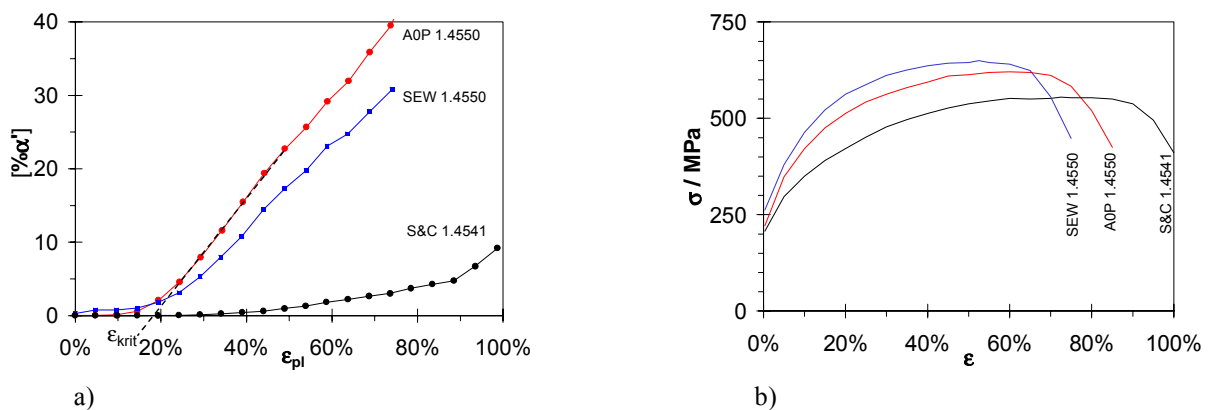 40
30
20
10
0
[%α']
A0P 1.4550
SEW 1.4550
S&C 1.4541
εkrit
0% 20% 40% 60% 80% 100%
εpl
a)
750
500
250
0
σ / MPa
SEW 1.4550
A0P 1.4550
S&C 1.4541
0% 20% 40% 60% 80% 100%
ε
b)